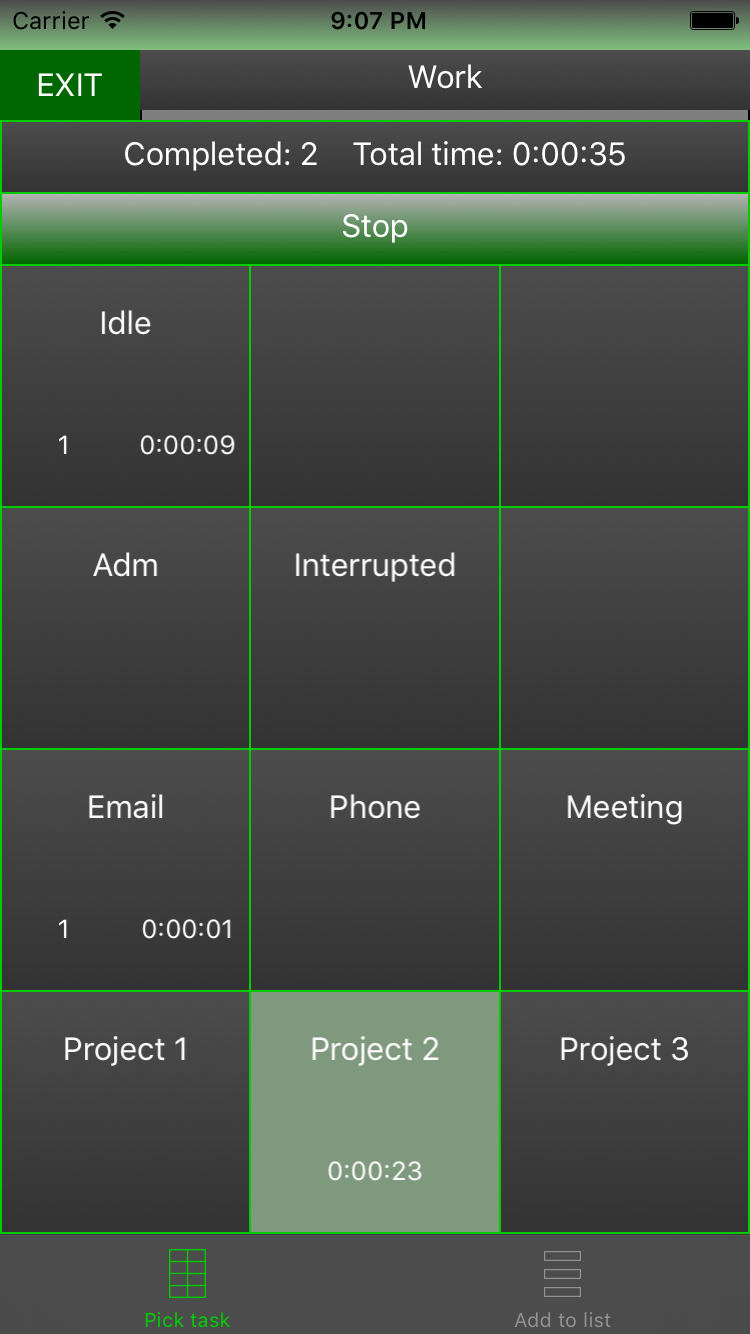 Carrier 9:07 PM
EXIT Work
Completed: 2 Total time: 0:00:35
Stop
Idle
1 0:00:09
Adm Interrupted
Email Phone Meeting
1 0:00:01
Project 1 Project 2 Project 3
0:00:23
Pick task Add to list